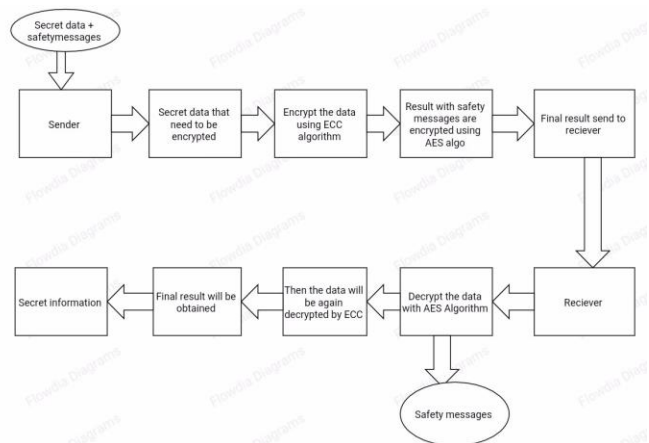 Secret data +
safetymessages
Sender
Secret data that
need to be
encrypted
Encrypt the data
using ECC
algorithm
Result with safety
messages are
encrypted using
AES algo
Final result send to
reciever
Secret information
Final result will be
obtained
Then the data will
be again
decrypted by ECC
Decrypt the data
with AES Algorithm
Reciever
Safety messages
Flowdia Diagrams